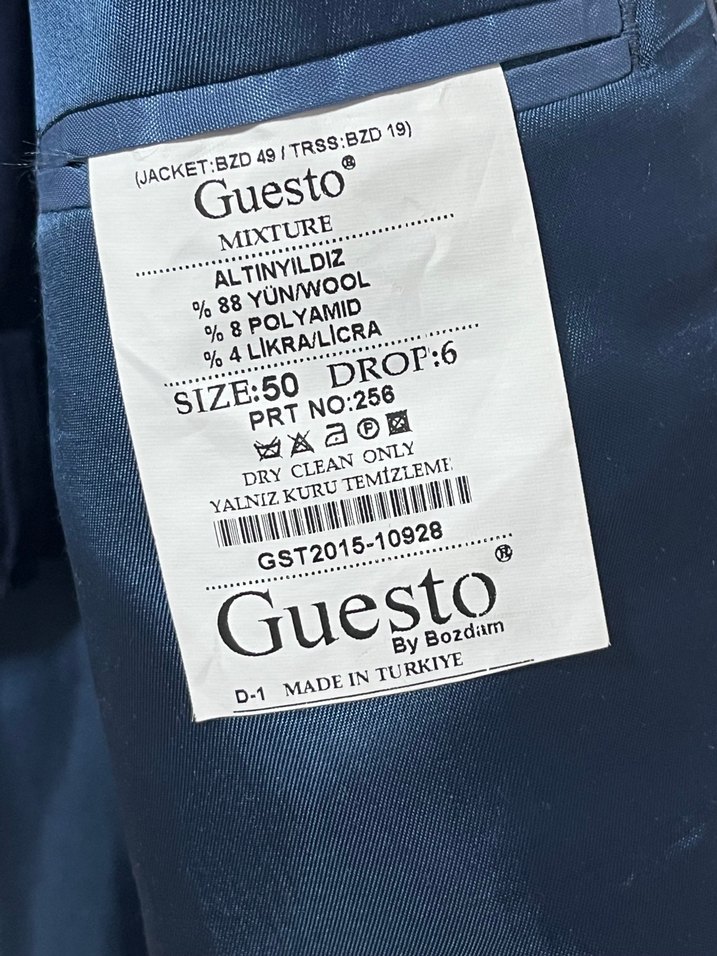 (JACKET:BZD 49 / TRSS:BZD 19)
Guesto®
MIXTURE
ALTINYILDIZ
% 88 YÜN/WOOL
% 8 POLYAMID
% 4 LİKRA/LİCRA
SIZE:50 DROP:6
PRT NO:256
P
DRY CLEAN ONLY
YALNIZ KURU TEMİZLEME
GST2015-10928
Guesto®
By Bozdam
D-1 MADE IN TURKIYE